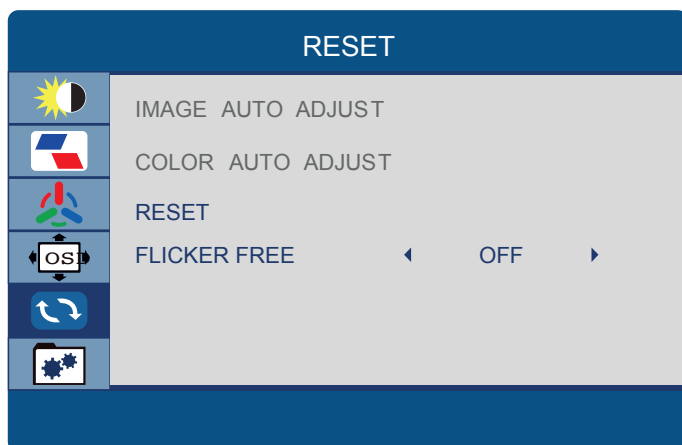 RESET
IMAGE AUTO ADJUST
COLOR AUTO ADJUST
RESET
FLICKER FREE OFF
OSD